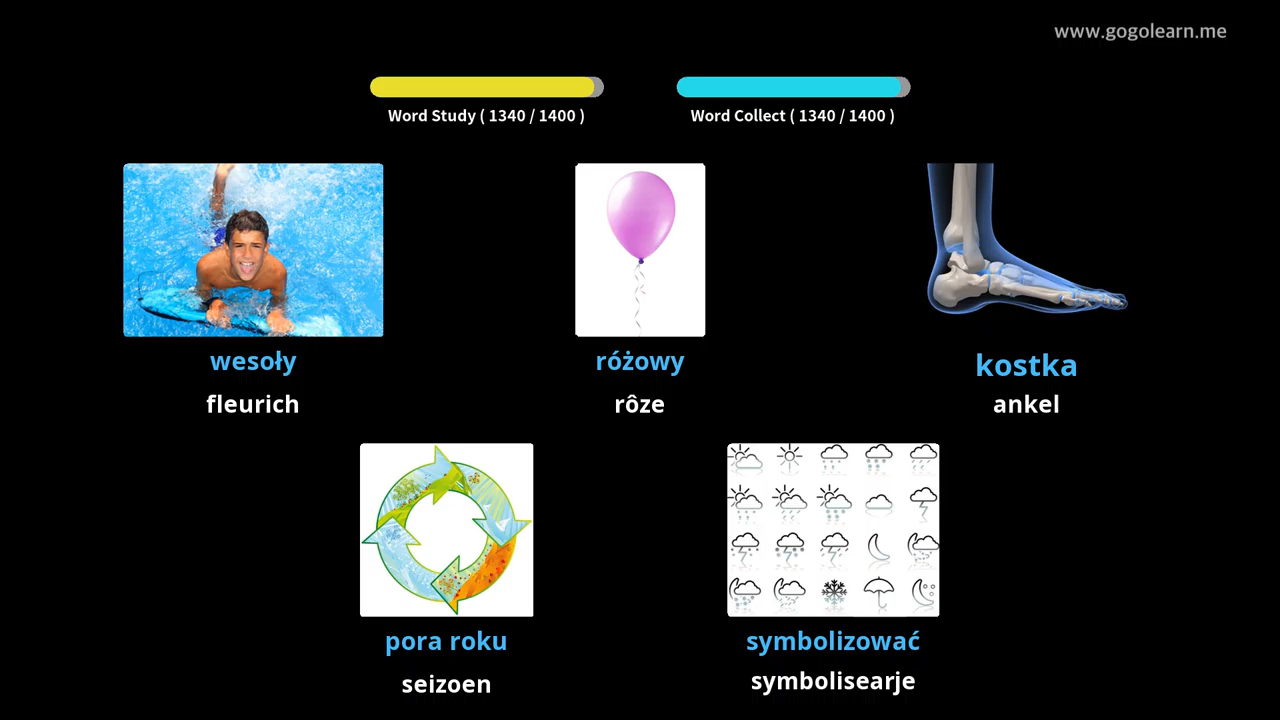 www.gogolearn.me
Word Study ( 1340 / 1400 )
Word Collect ( 1340 / 1400 )
wesoły
fleurich
różowy
rôze
kostka
ankel
pora roku
seizoen
symbolizować
symbolisearje